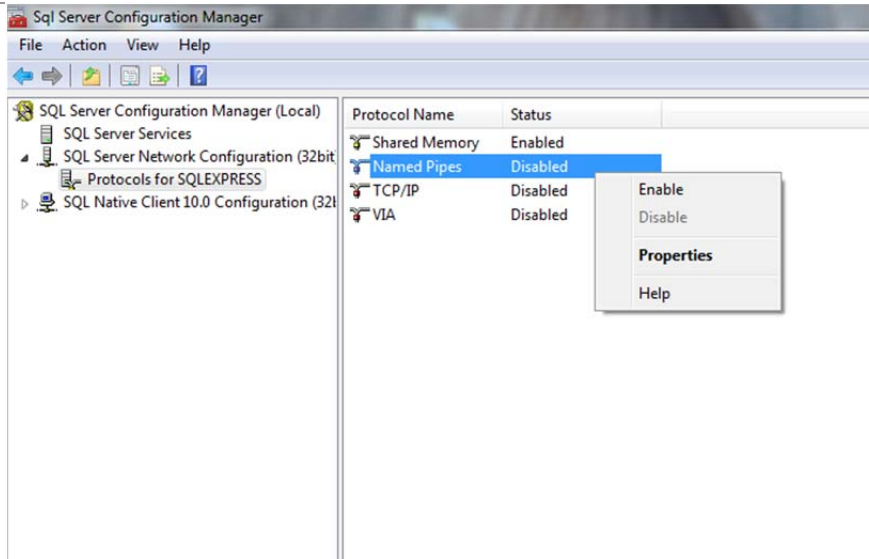 Sql Server Configuration Manager
File Action View Help
SQL Server Configuration Manager (Local)
SQL Server Services
SQL Server Network Configuration (32bit
Protocols for SQLEXPRESS
SQL Native Client 10.0 Configuration (32
Protocol Name Status
Shared Memory Enabled
Named Pipes Disabled
TCP/IP Disabled
VIA Disabled
Enable
Disable
Properties
Help